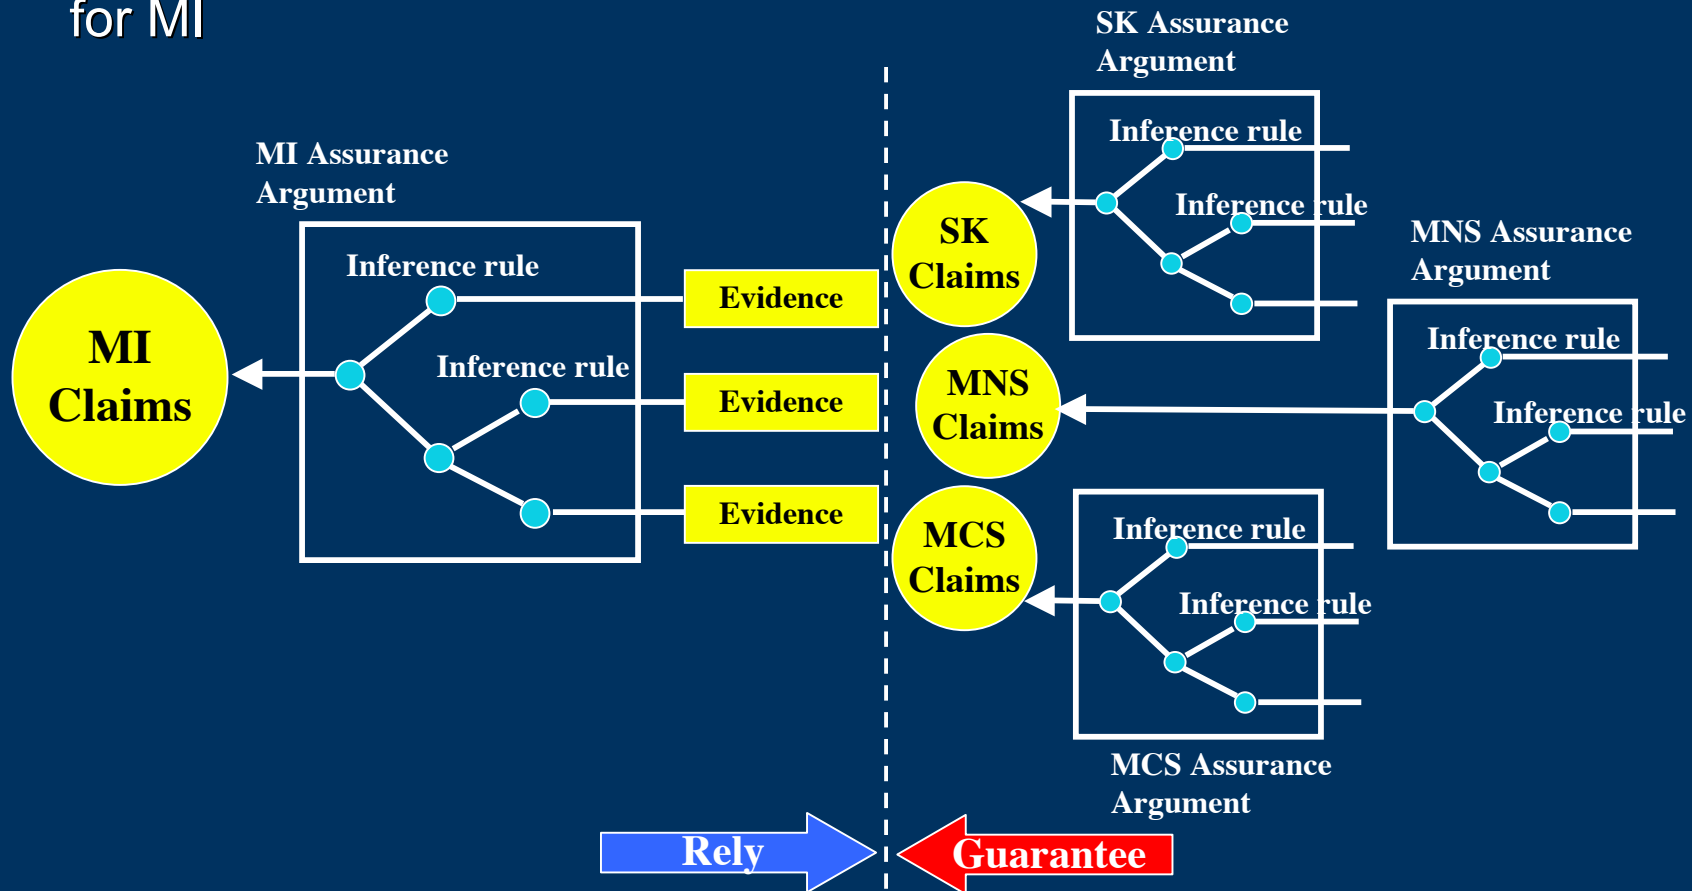 for MI
MI Assurance
Argument
Inference rule
Inference rule
MI
Claims
Evidence
Evidence
Evidence
SK Assurance
Argument
Inference rule
Inference rule
SK
Claims
MNS Assurance
Argument
Inference rule
Inference rule
MNS
Claims
MCS
Claims
Inference rule
Inference rule
MCS Assurance
Argument
Rely
Guarantee